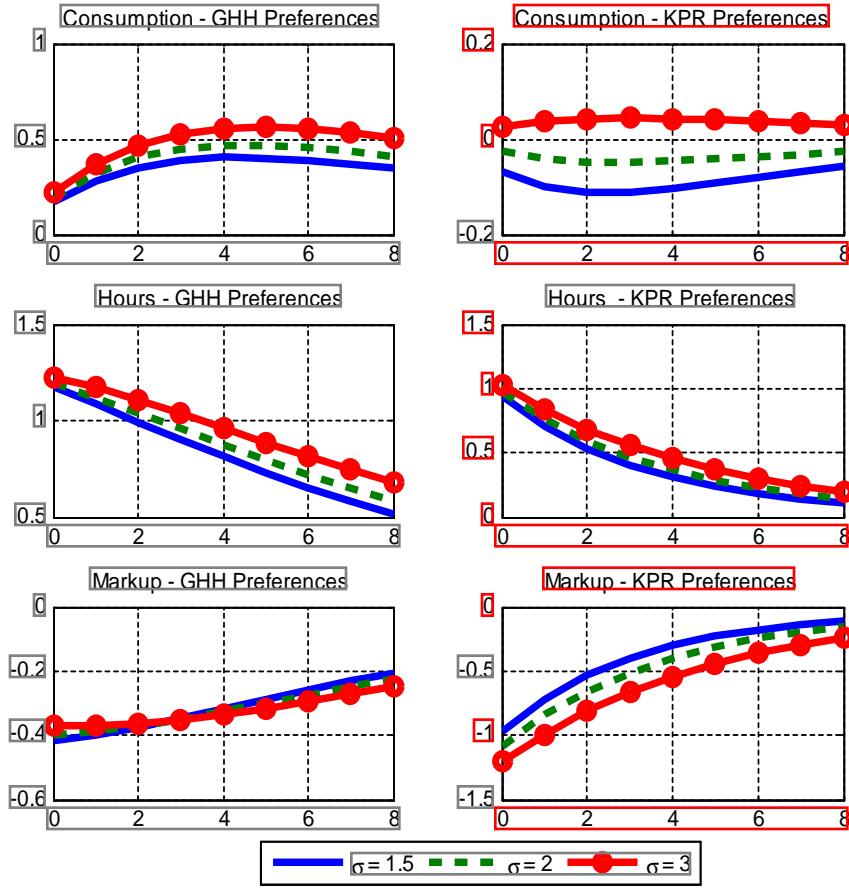 Consumption - GHH Preferences
Consumption - KPR Preferences
1
0.5
0
0 2 4 6 8
0.2
0
-0.2
0 2 4 6 8
Hours - GHH Preferences
Hours - KPR Preferences
1.5
1
0.5
0 2 4 6 8
1.5
1
0.5
0
0 2 4 6 8
Markup - GHH Preferences
Markup - KPR Preferences
0
-0.2
-0.4
-0.6
0 2 4 6 8
0
-0.5
-1
-1.5
0 2 4 6 8
σ= 1.5 σ= 2 σ= 3